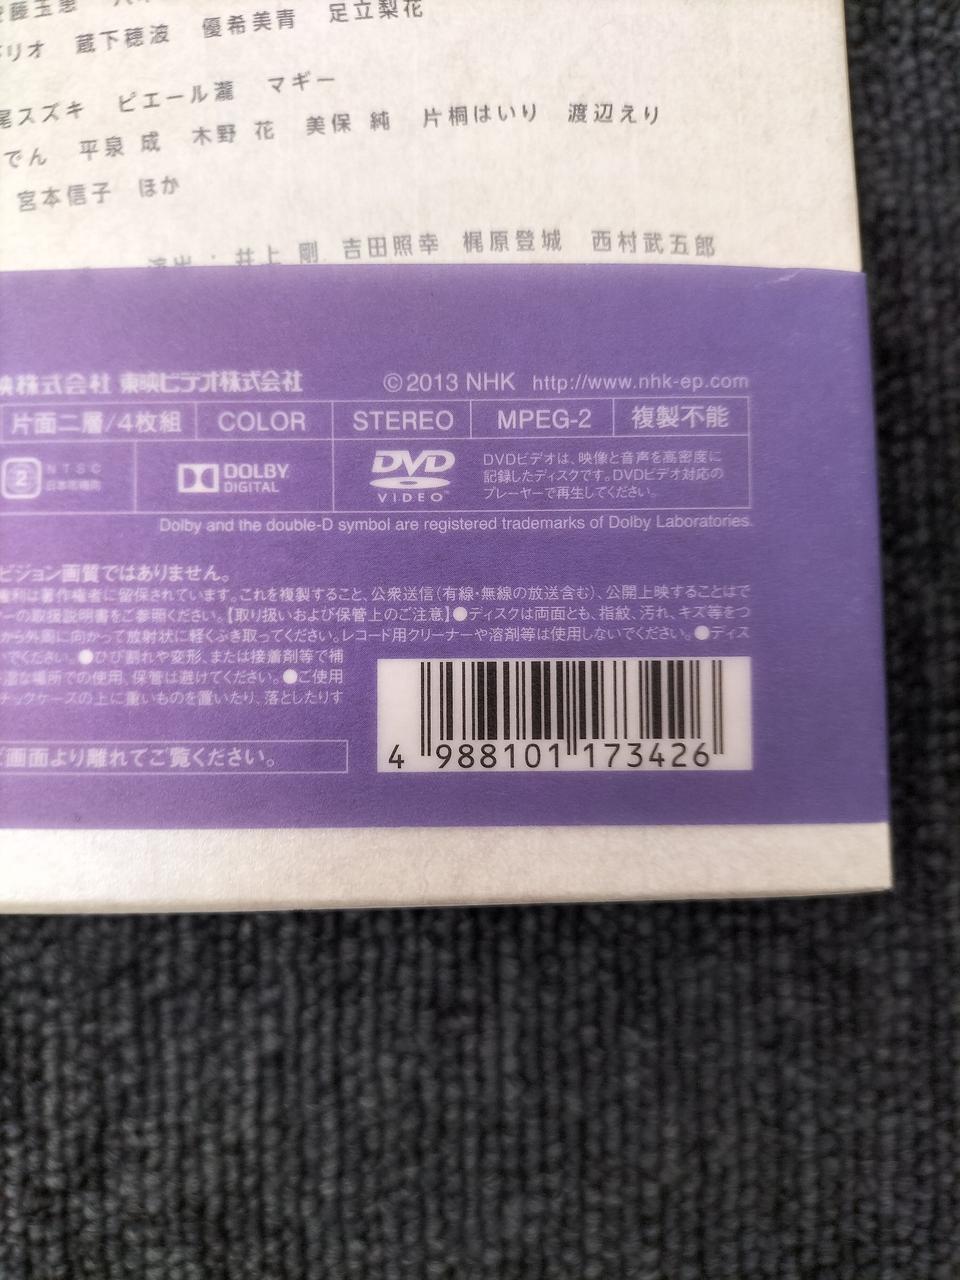 安藤玉恵
パリオ 蔵下穂波 優希美青 足立梨花
尾スズキ ピエール瀧 マギー
でん 平泉 成 木野 花 美保 純 片桐はいり 渡辺えり
宮本信子 ほか
演出：井上 剛 吉田照幸 梶原登城 西村武五郎
映株式会社 東映ビデオ株式会社 ©2013 NHK http://www.nhk-ep.com
片面二層/4枚組 COLOR STEREO MPEG-2 複製不能
2 NTSC 日本市場向 DOLBY DIGITAL DVD VIDEO™ DVDビデオは、映像と音声を高密度に
記録したディスクです。DVDビデオ対応の
プレーヤーで再生してください。
Dolby and the double-D symbol are registered trademarks of Dolby Laboratories.
ビジョン画質ではありません。
権利は著作権者に留保されています。これを複製すること、公衆送信(有線・無線の放送含む)、公開上映することはで
ーの取扱説明書をご参照ください。【取り扱いおよび保管上のご注意】●ディスクは両面とも、指紋、汚れ、キズ等をつ
から外周に向かって放射状に軽くふき取ってください。レコード用クリーナーや溶剤等は使用しないでください。●ディス
でください。●ひび割れや変形、または接着剤等で補
湿な場所での使用、保管は避けてください。●ご使用
チックケースの上に重いものを置いたり、落としたりす
画面より離れてご覧ください。
4 988101 173426